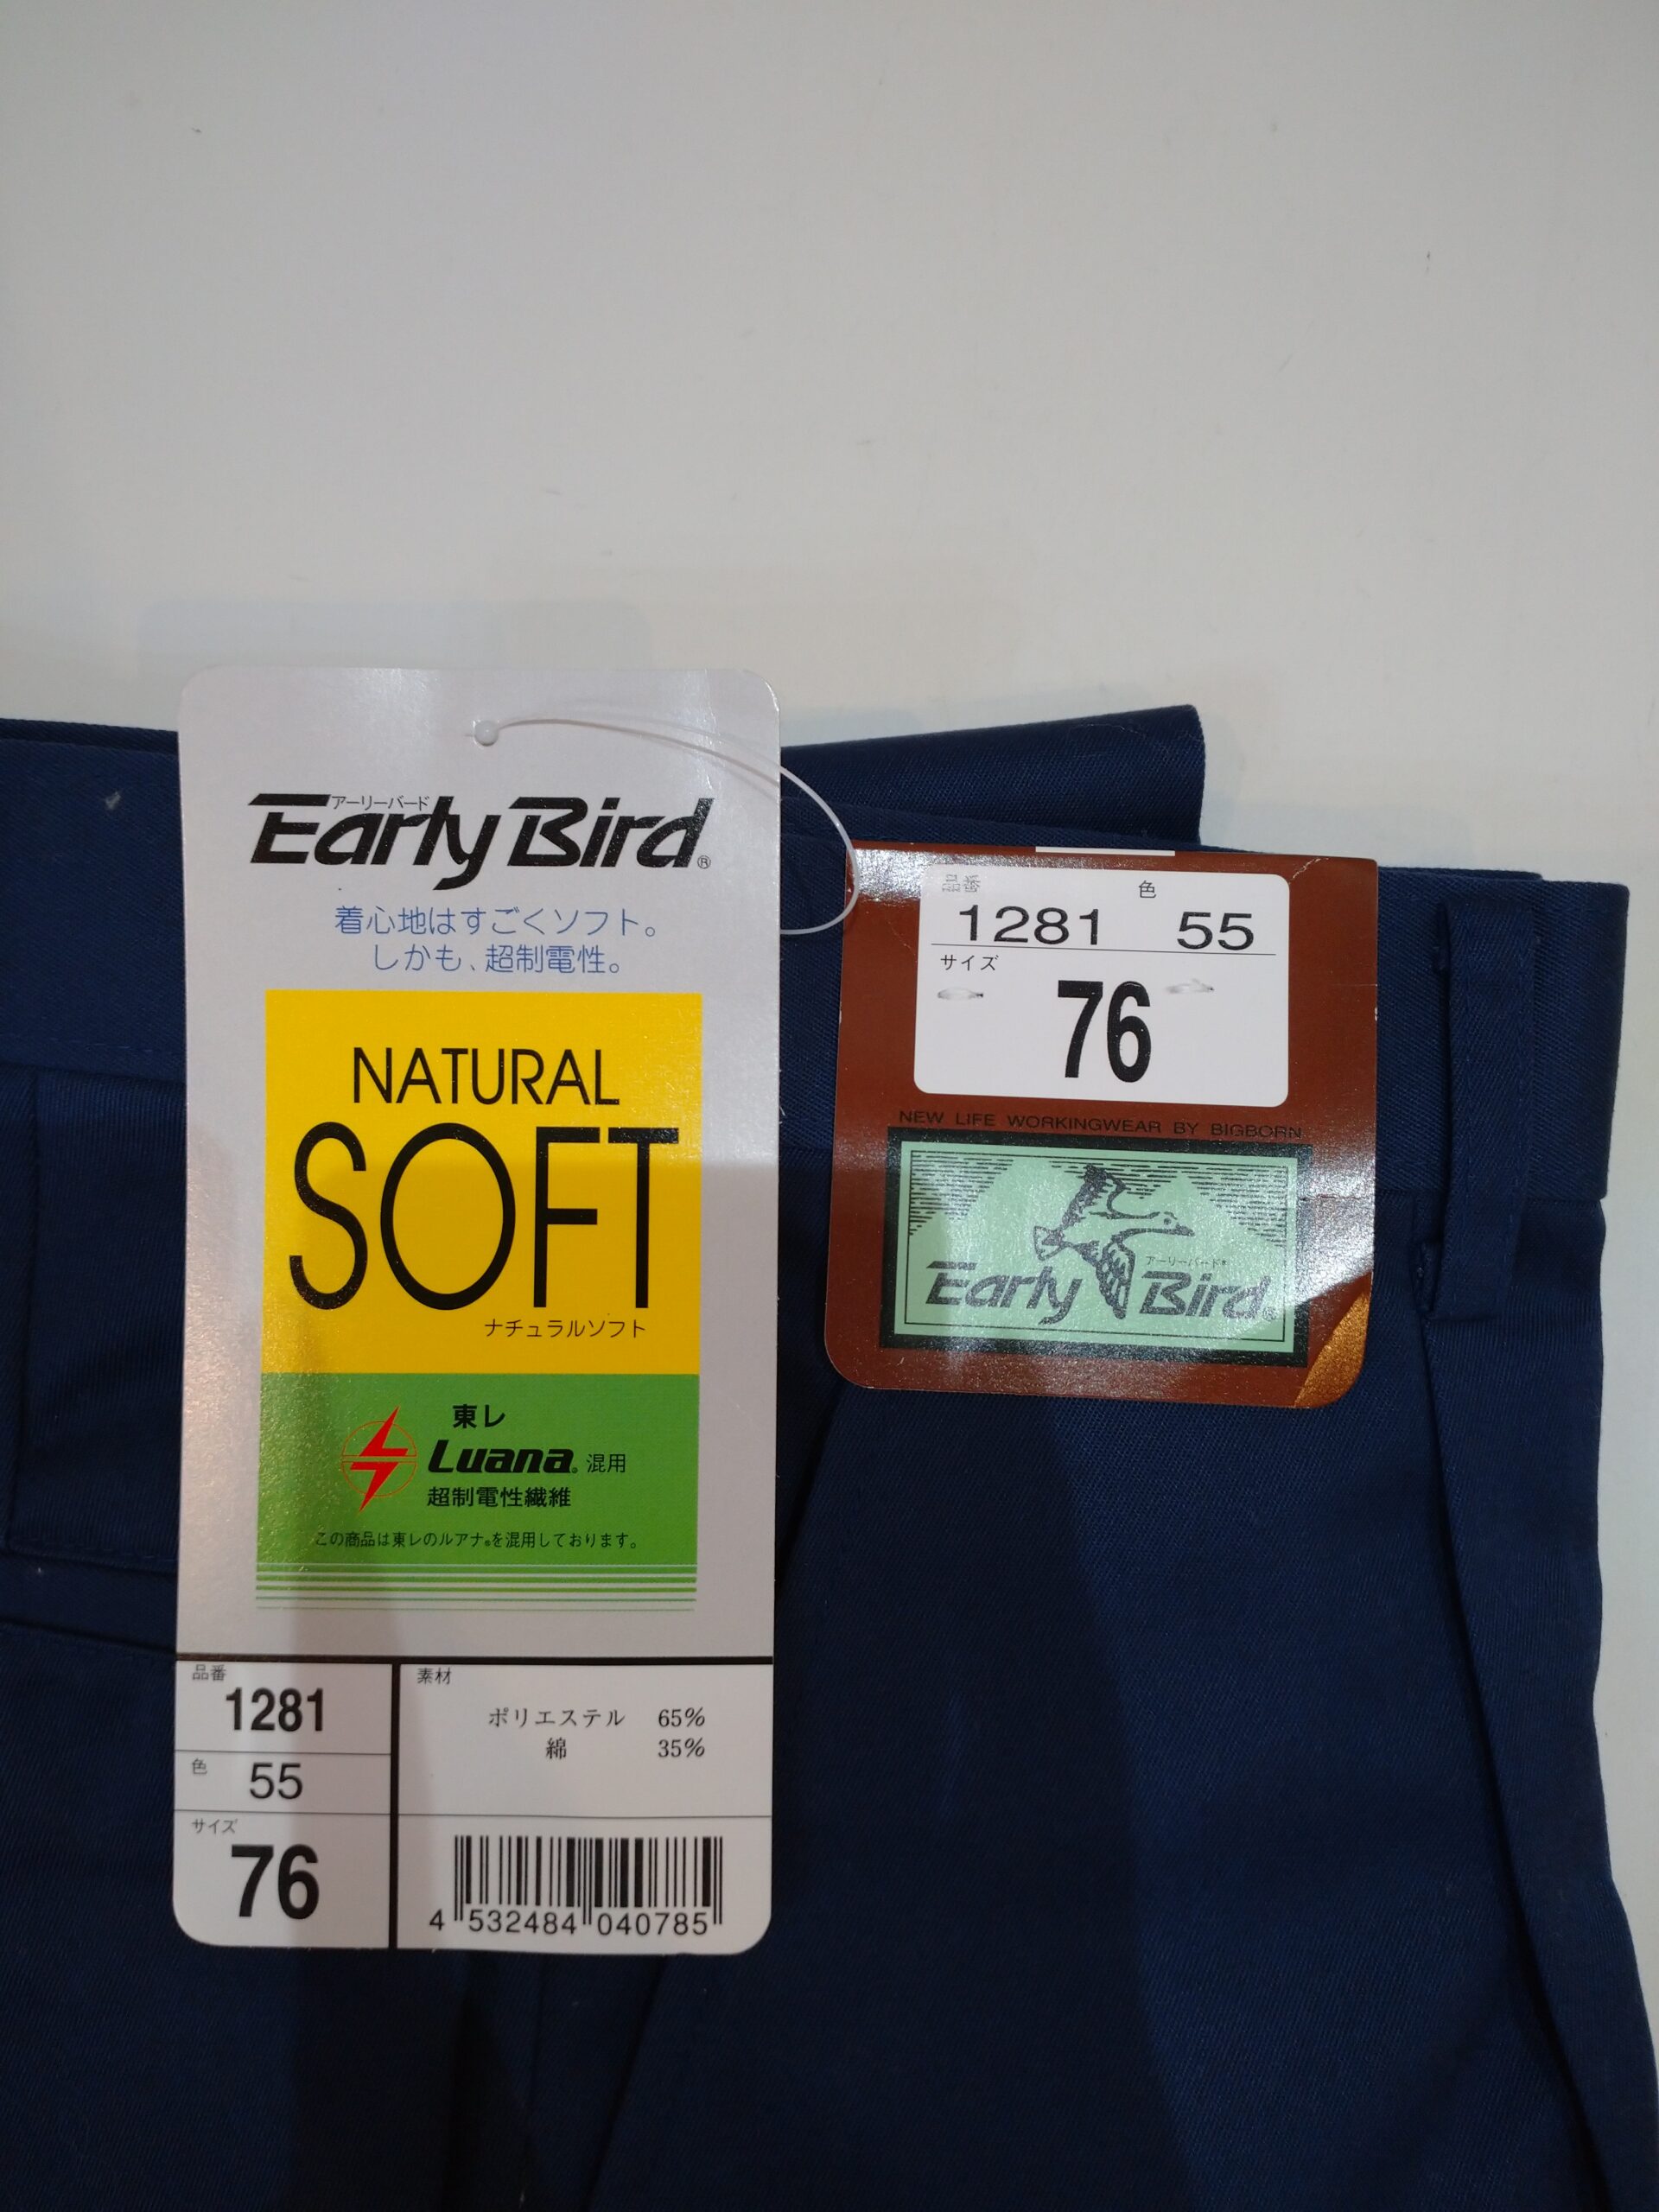 アーリーバード
Early Bird®
着心地はすごくソフト。
しかも、超制電性。
NATURAL
SOFT
ナチュラルソフト
東レ
Luana® 混用
超制電性繊維
この商品は東レのルアナ®を混用しております。
品番
1281
色
55
サイズ
76
素材
ポリエステル 65%
綿 35%
4 532484 040785
品番 色
1281 55
サイズ
76
NEW LIFE WORKINGWEAR BY BIGBORN
アーリーバード®
Early Bird®